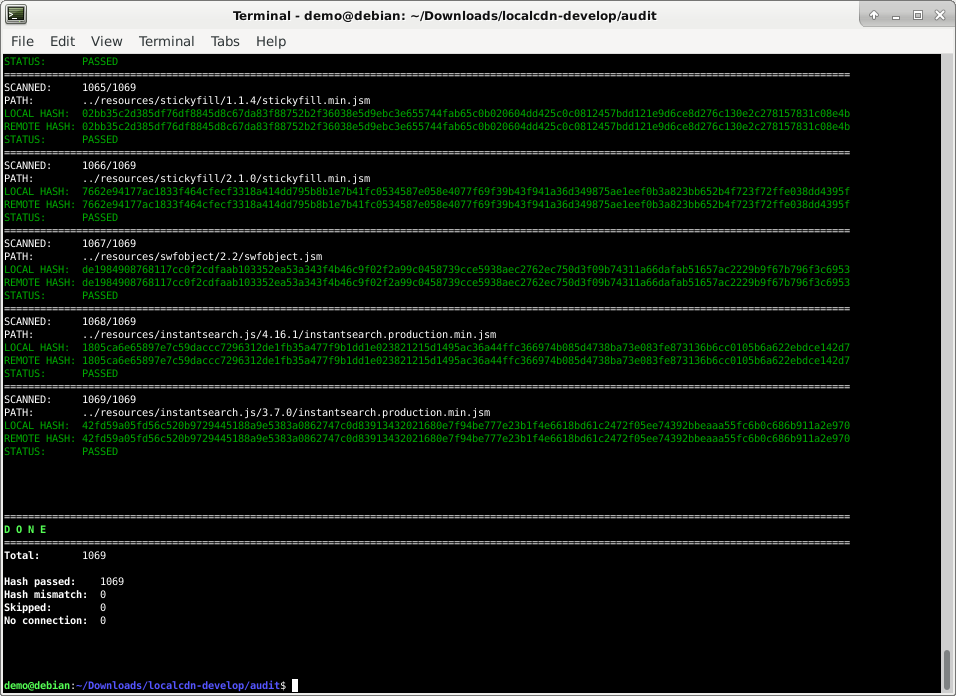 Terminal - demo@debian: ~/Downloads/localcdn-develop/audit
File Edit View Terminal Tabs Help
STATUS: PASSED
SCANNED: 1065/1069
PATH: ../resources/stickyfill/1.1.4/stickyfill.min.jsm
LOCAL HASH: 02bb35c2d385df76df8845d8c67da83f88752b2f36038e5d9ebc3e655744fab65c0b020604dd425c0c0812457bdd121e9d6ce8d276c130e2c278157831c08e4b
REMOTE HASH: 02bb35c2d385df76df8845d8c67da83f88752b2f36038e5d9ebc3e655744fab65c0b020604dd425c0c0812457bdd121e9d6ce8d276c130e2c278157831c08e4b
STATUS: PASSED
SCANNED: 1066/1069
PATH: ../resources/stickyfill/2.1.0/stickyfill.min.jsm
LOCAL HASH: 7662e94177ac1833f464cfecf3318a414dd795b8b1e7b41fc0534587e058e4077f69f39b43f941a36d349875ae1eef0b3a823bb652b4f723f72ffe038dd4395f
REMOTE HASH: 7662e94177ac1833f464cfecf3318a414dd795b8b1e7b41fc0534587e058e4077f69f39b43f941a36d349875ae1eef0b3a823bb652b4f723f72ffe038dd4395f
STATUS: PASSED
SCANNED: 1067/1069
PATH: ../resources/swfobject/2.2/swfobject.jsm
LOCAL HASH: de1984908768117cc0f2cdfaab103352ea53a343f4b46c9f02f2a99c0458739cce5938aec2762ec750d3f09b74311a66dafab51657ac2229b9f67b796f3c6953
REMOTE HASH: de1984908768117cc0f2cdfaab103352ea53a343f4b46c9f02f2a99c0458739cce5938aec2762ec750d3f09b74311a66dafab51657ac2229b9f67b796f3c6953
STATUS: PASSED
SCANNED: 1068/1069
PATH: ../resources/instantsearch.js/4.16.1/instantsearch.production.min.jsm
LOCAL HASH: 1805ca6e65897e7c59daccc7296312de1fb35a477f9b1dd1e023821215d1495ac36a44ffc366974b085d4738ba73e083fe873136b6cc0105b6a622ebdce142d7
REMOTE HASH: 1805ca6e65897e7c59daccc7296312de1fb35a477f9b1dd1e023821215d1495ac36a44ffc366974b085d4738ba73e083fe873136b6cc0105b6a622ebdce142d7
STATUS: PASSED
SCANNED: 1069/1069
PATH: ../resources/instantsearch.js/3.7.0/instantsearch.production.min.jsm
LOCAL HASH: 42fd59a05fd56c520b9729445188a9e5383a0862747c0d83913432021680e7f94be777e23b1f4e6618bd61c2472f05ee74392bbeaaa55fc6b0c686b911a2e970
REMOTE HASH: 42fd59a05fd56c520b9729445188a9e5383a0862747c0d83913432021680e7f94be777e23b1f4e6618bd61c2472f05ee74392bbeaaa55fc6b0c686b911a2e970
STATUS: PASSED
D O N E
Total: 1069
Hash passed: 1069
Hash mismatch: 0
Skipped: 0
No connection: 0
demo@debian:~/Downloads/localcdn-develop/audit$